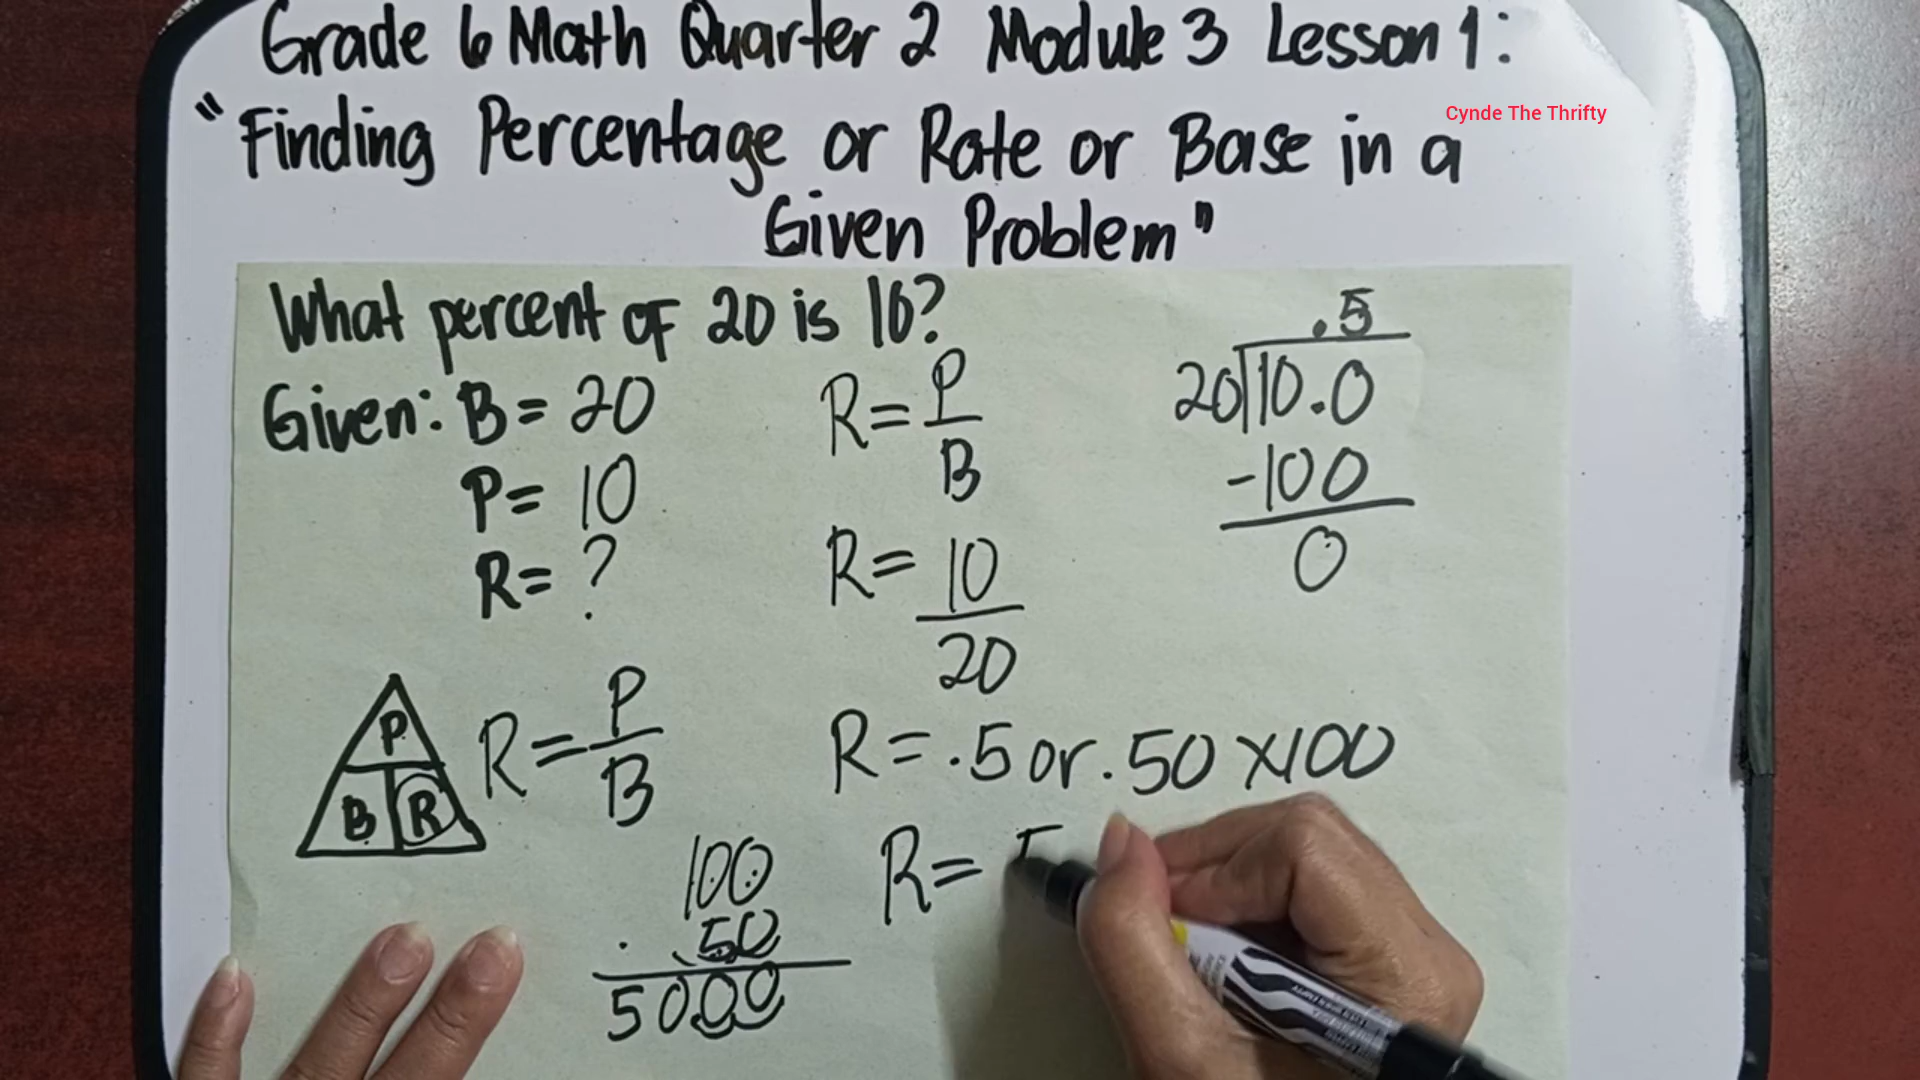 Grade 6 Math Quarter 2 Module 3 Lesson 1:
"Finding Percentage or Rate or Base in a
Given Problem"
Cynde The Thrifty
What percent of 20 is 10?
Given: B = 20
P = 10
R = ?
P
B R
R = P
B
R = P
B
R = 10
20
R = .5 or .50 x100
R = 5
.5
20 10.0
-100
0
100
.50
5000